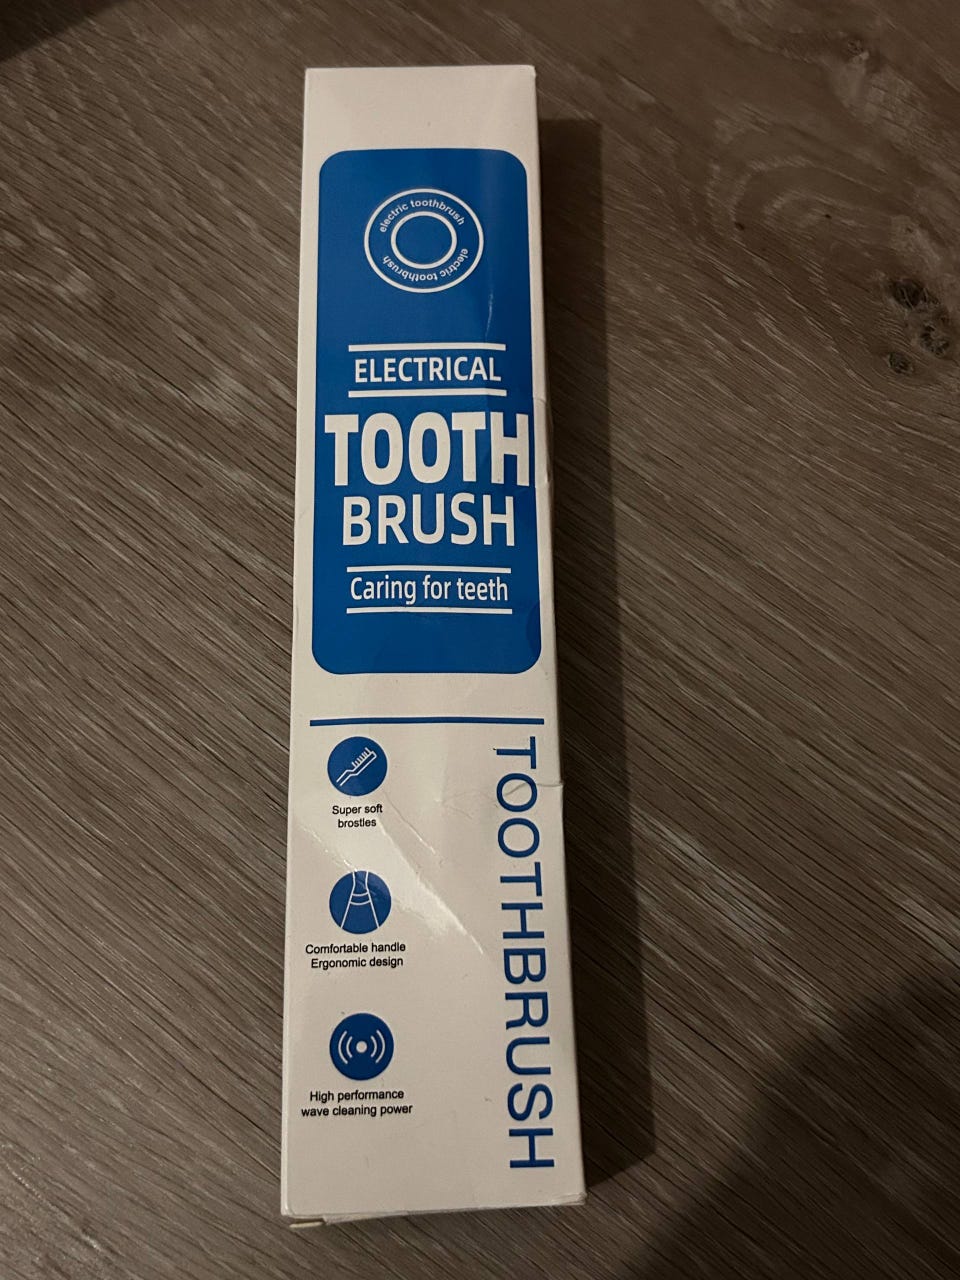 electric toothbrush
electric toothbrush
ELECTRICAL
TOOTH
BRUSH
Caring for teeth
Super soft
brostles
Comfortable handle
Ergonomic design
High performance
wave cleaning power
TOOTHBRUSH